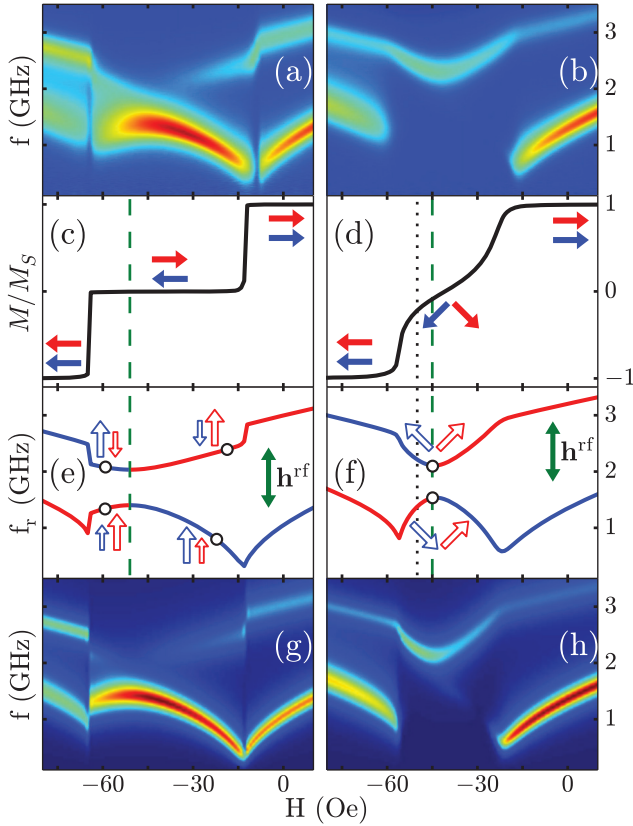 f (GHz)
(a)
(b)
3
2
1
M/M_S
(c)
(d)
1
0
−1
f_r (GHz)
(e)
h^rf
(f)
h^rf
3
2
1
f (GHz)
(g)
(h)
3
2
1
−60
−30
0
−60
−30
0
H (Oe)